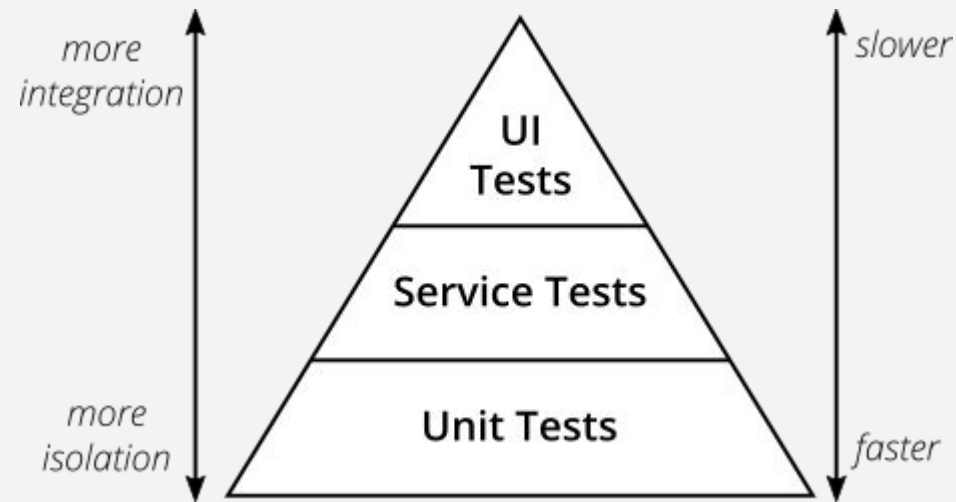 more
integration
slower
UI
Tests
Service Tests
Unit Tests
more
isolation
faster